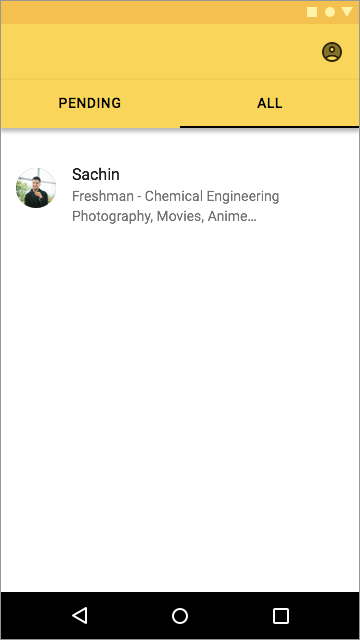 PENDING ALL
Sachin
Freshman - Chemical Engineering
Photography, Movies, Anime...